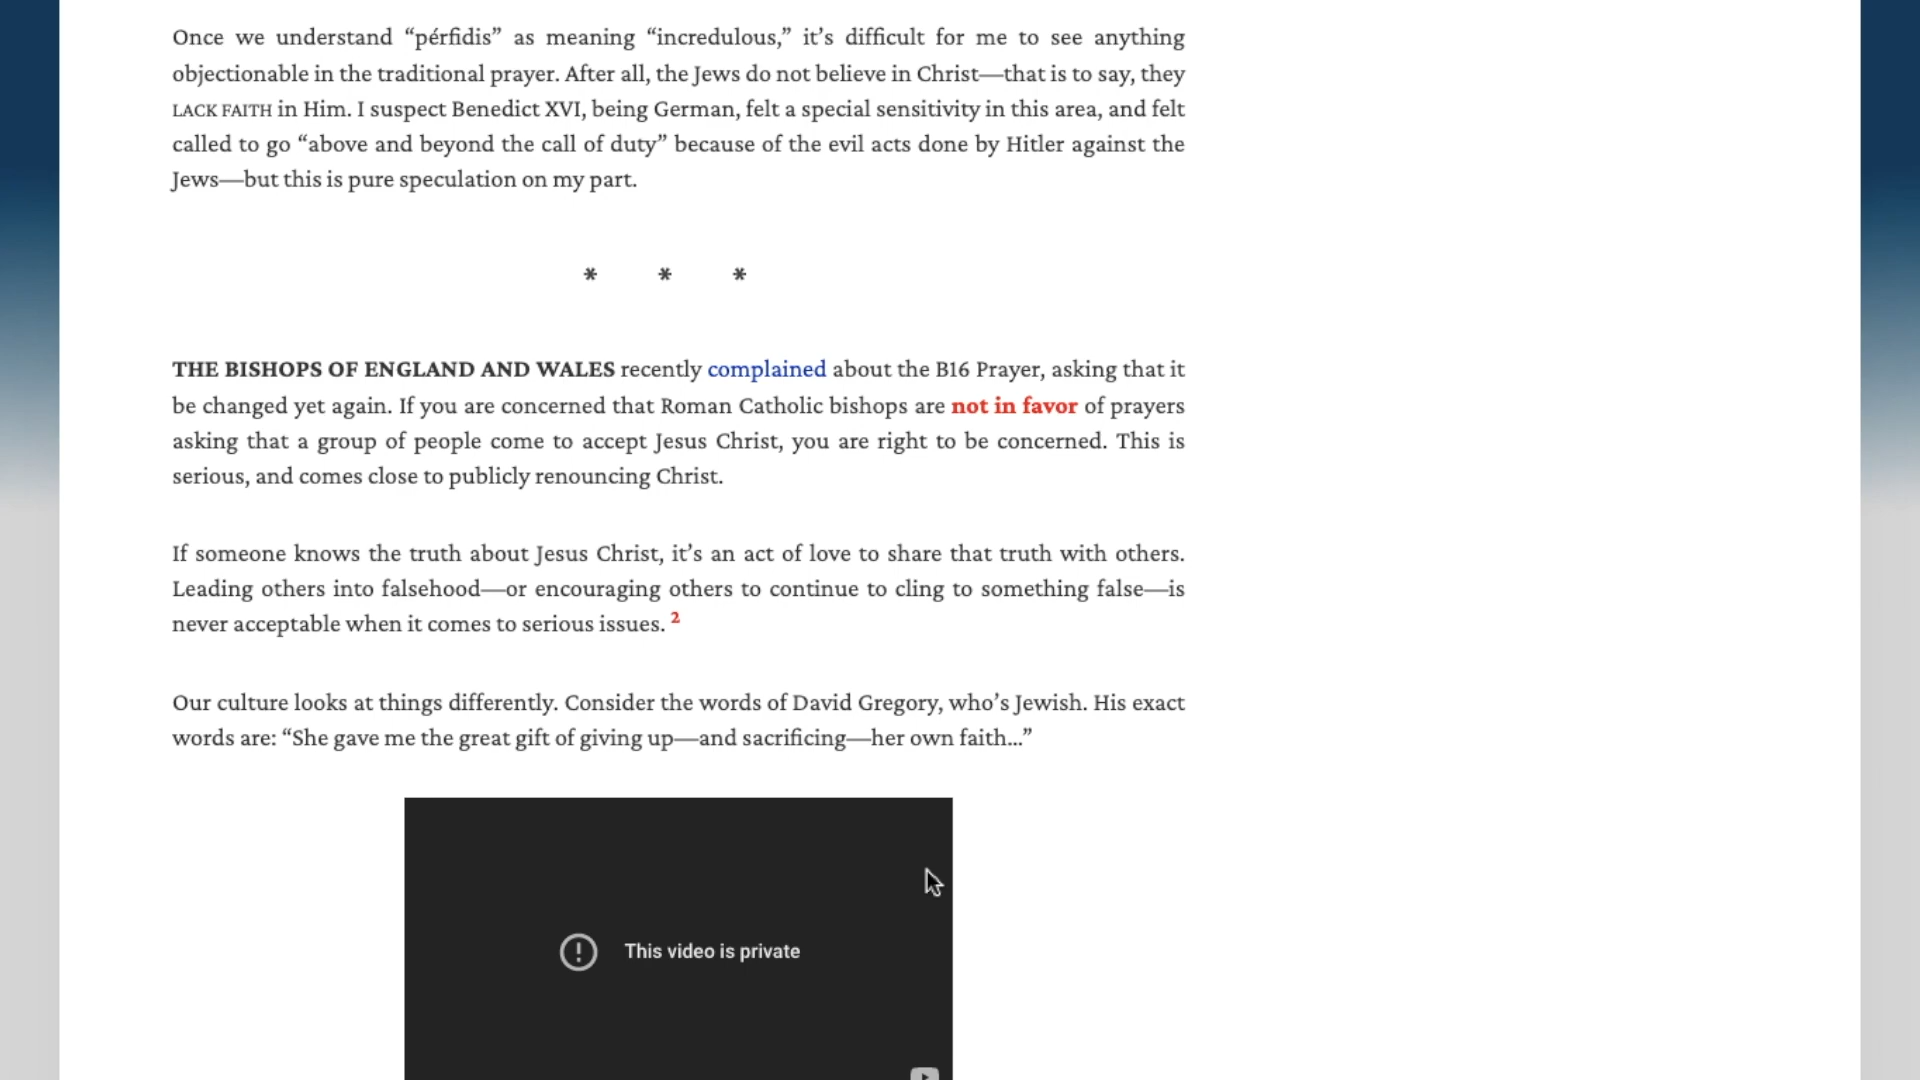 Once we understand “pérfidis” as meaning “incredulous,” it’s difficult for me to see anything
objectionable in the traditional prayer. After all, the Jews do not believe in Christ—that is to say, they
LACK FAITH in Him. I suspect Benedict XVI, being German, felt a special sensitivity in this area, and felt
called to go “above and beyond the call of duty” because of the evil acts done by Hitler against the
Jews—but this is pure speculation on my part.
* * *
THE BISHOPS OF ENGLAND AND WALES recently complained about the B16 Prayer, asking that it
be changed yet again. If you are concerned that Roman Catholic bishops are not in favor of prayers
asking that a group of people come to accept Jesus Christ, you are right to be concerned. This is
serious, and comes close to publicly renouncing Christ.
If someone knows the truth about Jesus Christ, it’s an act of love to share that truth with others.
Leading others into falsehood—or encouraging others to continue to cling to something false—is
never acceptable when it comes to serious issues. 2
Our culture looks at things differently. Consider the words of David Gregory, who’s Jewish. His exact
words are: “She gave me the great gift of giving up—and sacrificing—her own faith…”
This video is private